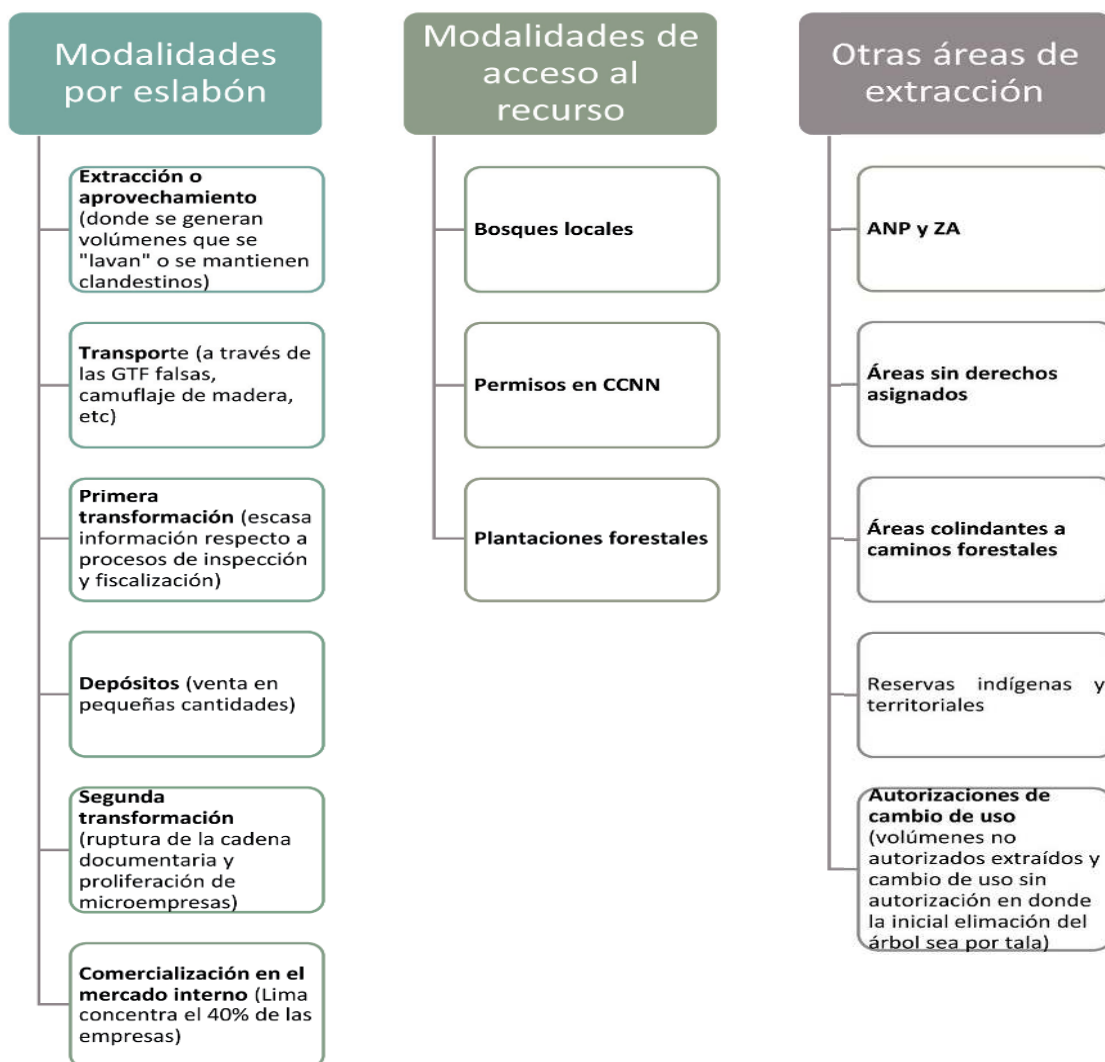 Modalidades
por eslabón
Extracción o
aprovechamiento
(donde se generan
volúmenes que se
"lavan" o se mantienen
clandestinos)
Transporte (a través de
las GTF falsas,
camuflaje de madera,
etc)
Primera
transformación (escasa
información respecto a
procesos de inspección
y fiscalización)
Depósitos (venta en
pequeñas cantidades)
Segunda
transformación
(ruptura de la cadena
documentaria y
proliferación de
microempresas)
Comercialización en el
mercado interno (Lima
concentra el 40% de las
empresas)
Modalidades de
acceso al
recurso
Bosques locales
Permisos en CCNN
Plantaciones forestales
Otras áreas de
extracción
ANP y ZA
Áreas sin derechos
asignados
Áreas colindantes a
caminos forestales
Reservas indígenas y
territoriales
Autorizaciones de
cambio de uso
(volúmenes no
autorizados extraídos y
cambio de uso sin
autorización en donde
la inicial elimación del
árbol sea por tala)